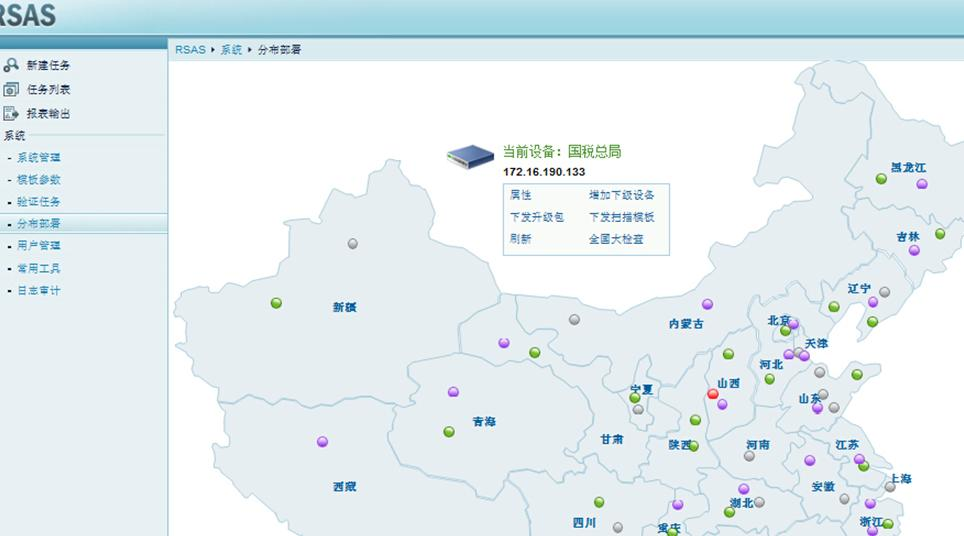 RSAS
RSAS 系统 分布部署
新建任务
任务列表
报表输出
系统
系统管理
模板参数
验证任务
分布部署
用户管理
常用工具
日志审计
当前设备：国税总局
172.16.190.133
属性 增加下级设备
下发升级包 下发扫描模板
刷新 全国大检查
黑龙江
吉林
辽宁
内蒙古
北京
天津
新疆
河北
山西
宁夏
山东
青海
甘肃
陕西
河南
江苏
西藏
安徽
上海
湖北
四川
重庆
浙江